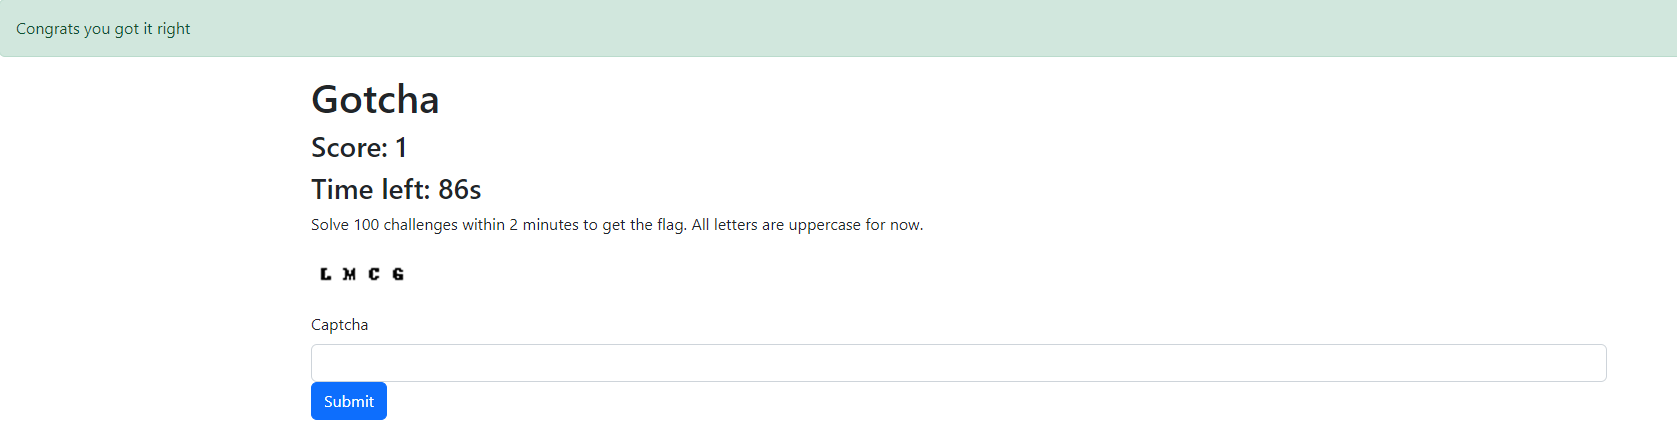 Congrats you got it right
Gotcha
Score: 1
Time left: 86s
Solve 100 challenges within 2 minutes to get the flag. All letters are uppercase for now.
L M C G
Captcha
Submit